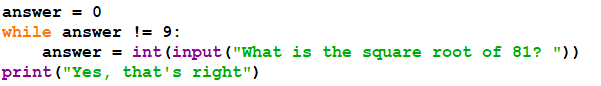 answer = 0
while answer != 9:
    answer = int(input("What is the square root of 81? "))
print("Yes, that's right")